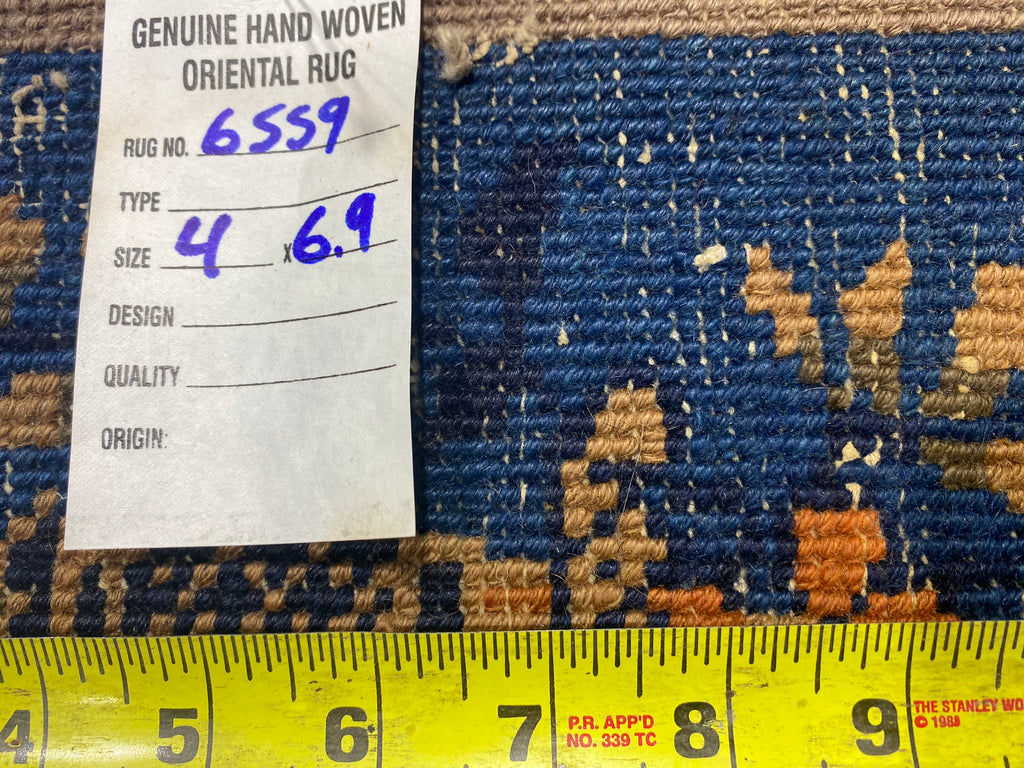 GENUINE HAND WOVEN
ORIENTAL RUG
RUG NO. 6559
TYPE
SIZE 4 x 6.9
DESIGN
QUALITY
ORIGIN:
4 5 6 7 8 9
P.R. APP'D
NO. 339 TC
THE STANLEY WO
© 1988